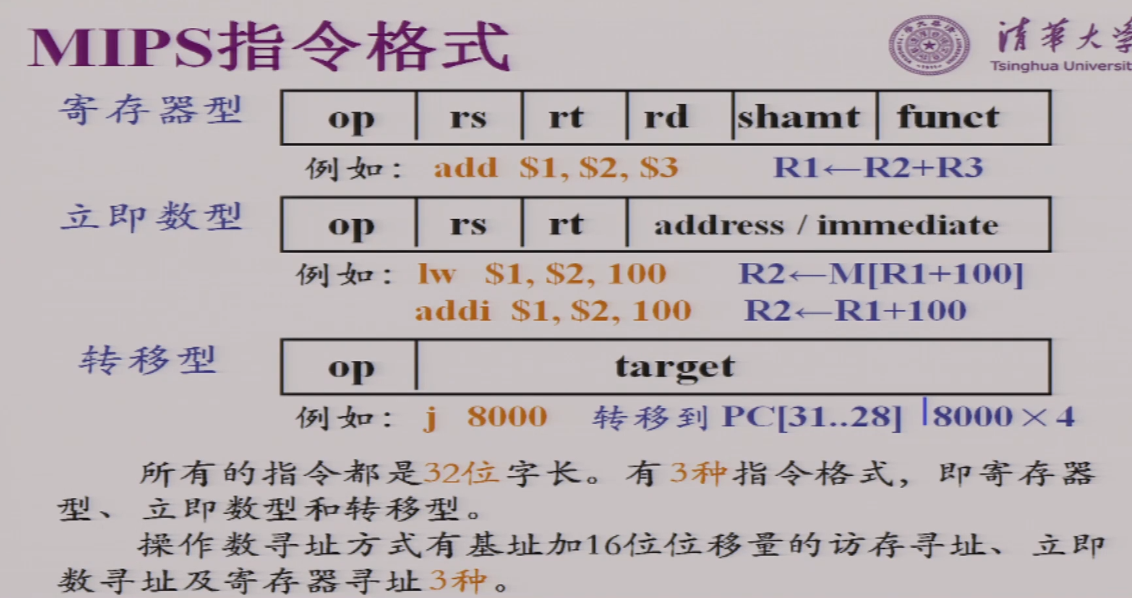 MIPS指令格式
清华大学
Tsinghua Universit
寄存器型 op rs rt rd shamt funct
例如： add $1, $2, $3 R1←R2+R3
立即数型 op rs rt address / immediate
例如： lw $1, $2, 100 R2←M[R1+100]
addi $1, $2, 100 R2←R1+100
转移型 op target
例如： j 8000 转移到 PC[31..28] |8000×4
所有的指令都是32位字长。有3种指令格式，即寄存器
型、立即数型和转移型。
操作数寻址方式有基址加16位位移量的访存寻址、立即
数寻址及寄存器寻址3种。